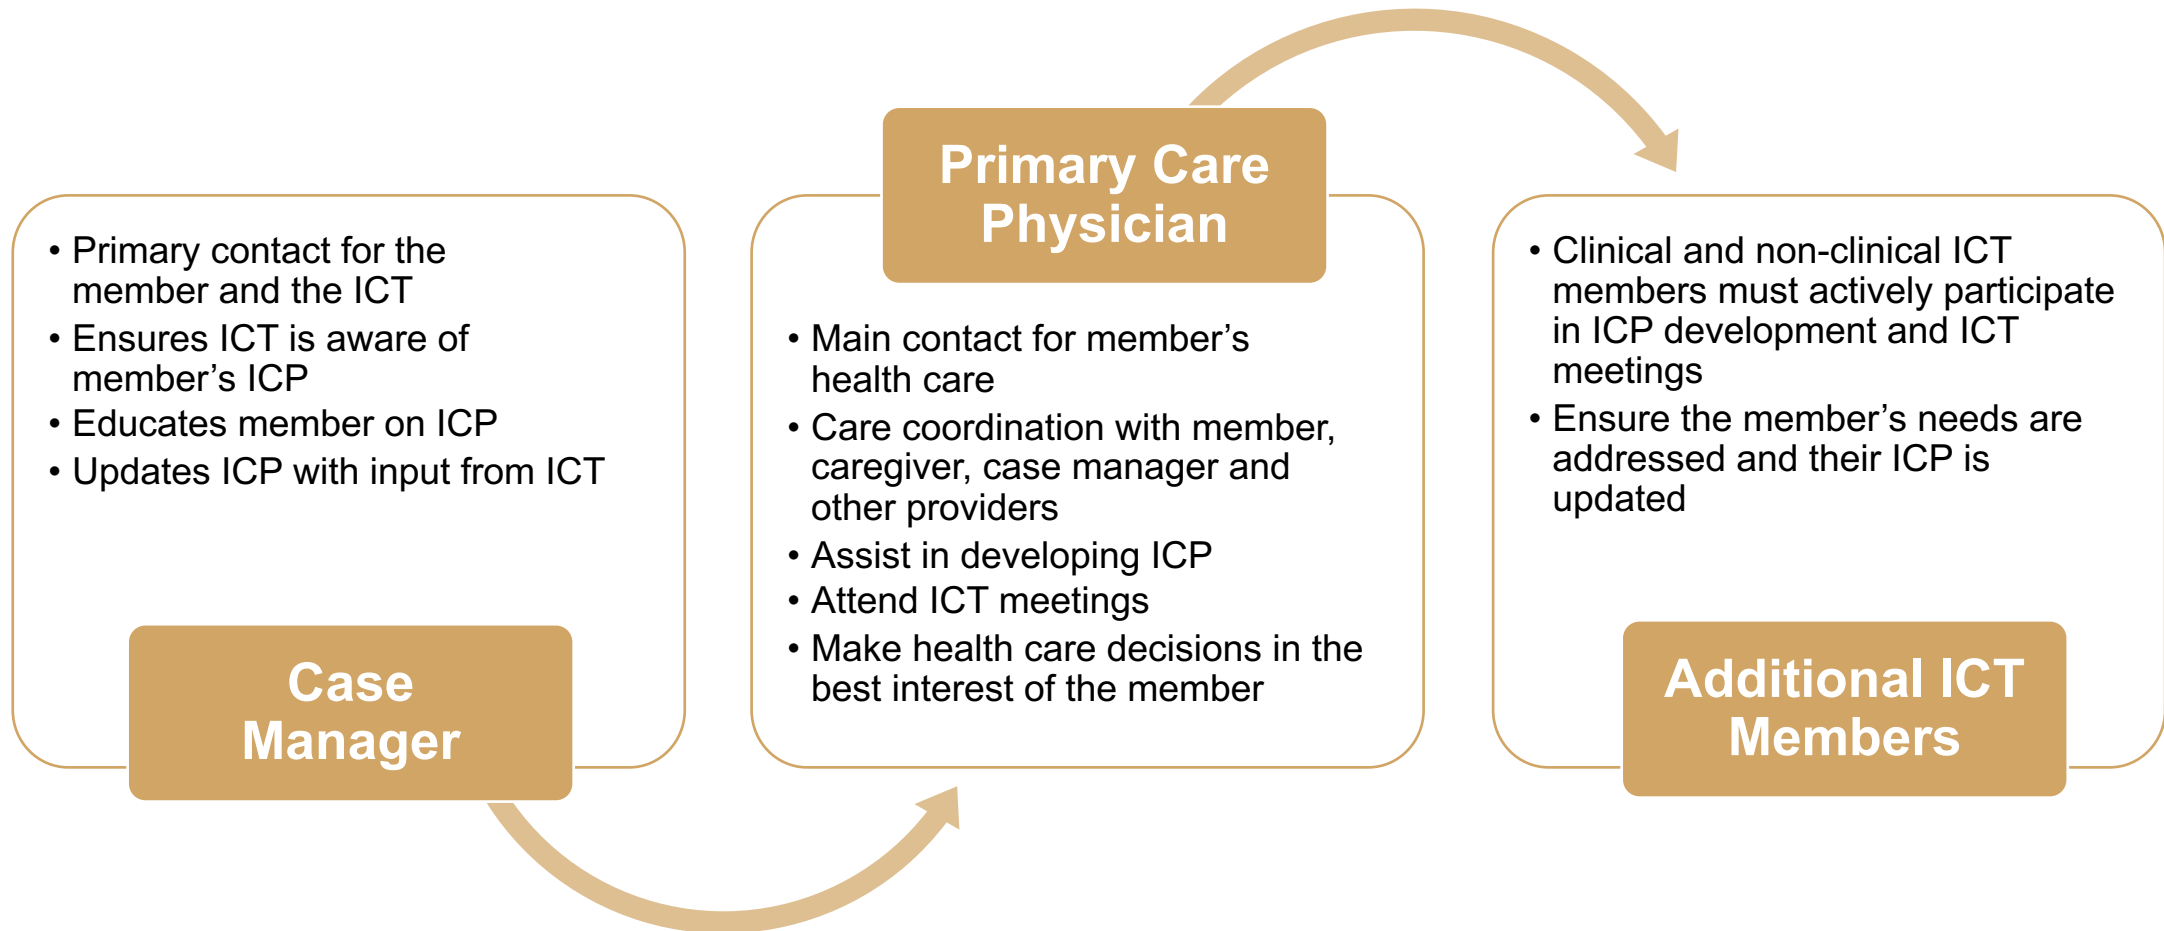 • Primary contact for the
member and the ICT
• Ensures ICT is aware of
member’s ICP
• Educates member on ICP
• Updates ICP with input from ICT
Case
Manager
Primary Care
Physician
• Main contact for member’s
health care
• Care coordination with member,
caregiver, case manager and
other providers
• Assist in developing ICP
• Attend ICT meetings
• Make health care decisions in the
best interest of the member
• Clinical and non-clinical ICT
members must actively participate
in ICP development and ICT
meetings
• Ensure the member’s needs are
addressed and their ICP is
updated
Additional ICT
Members